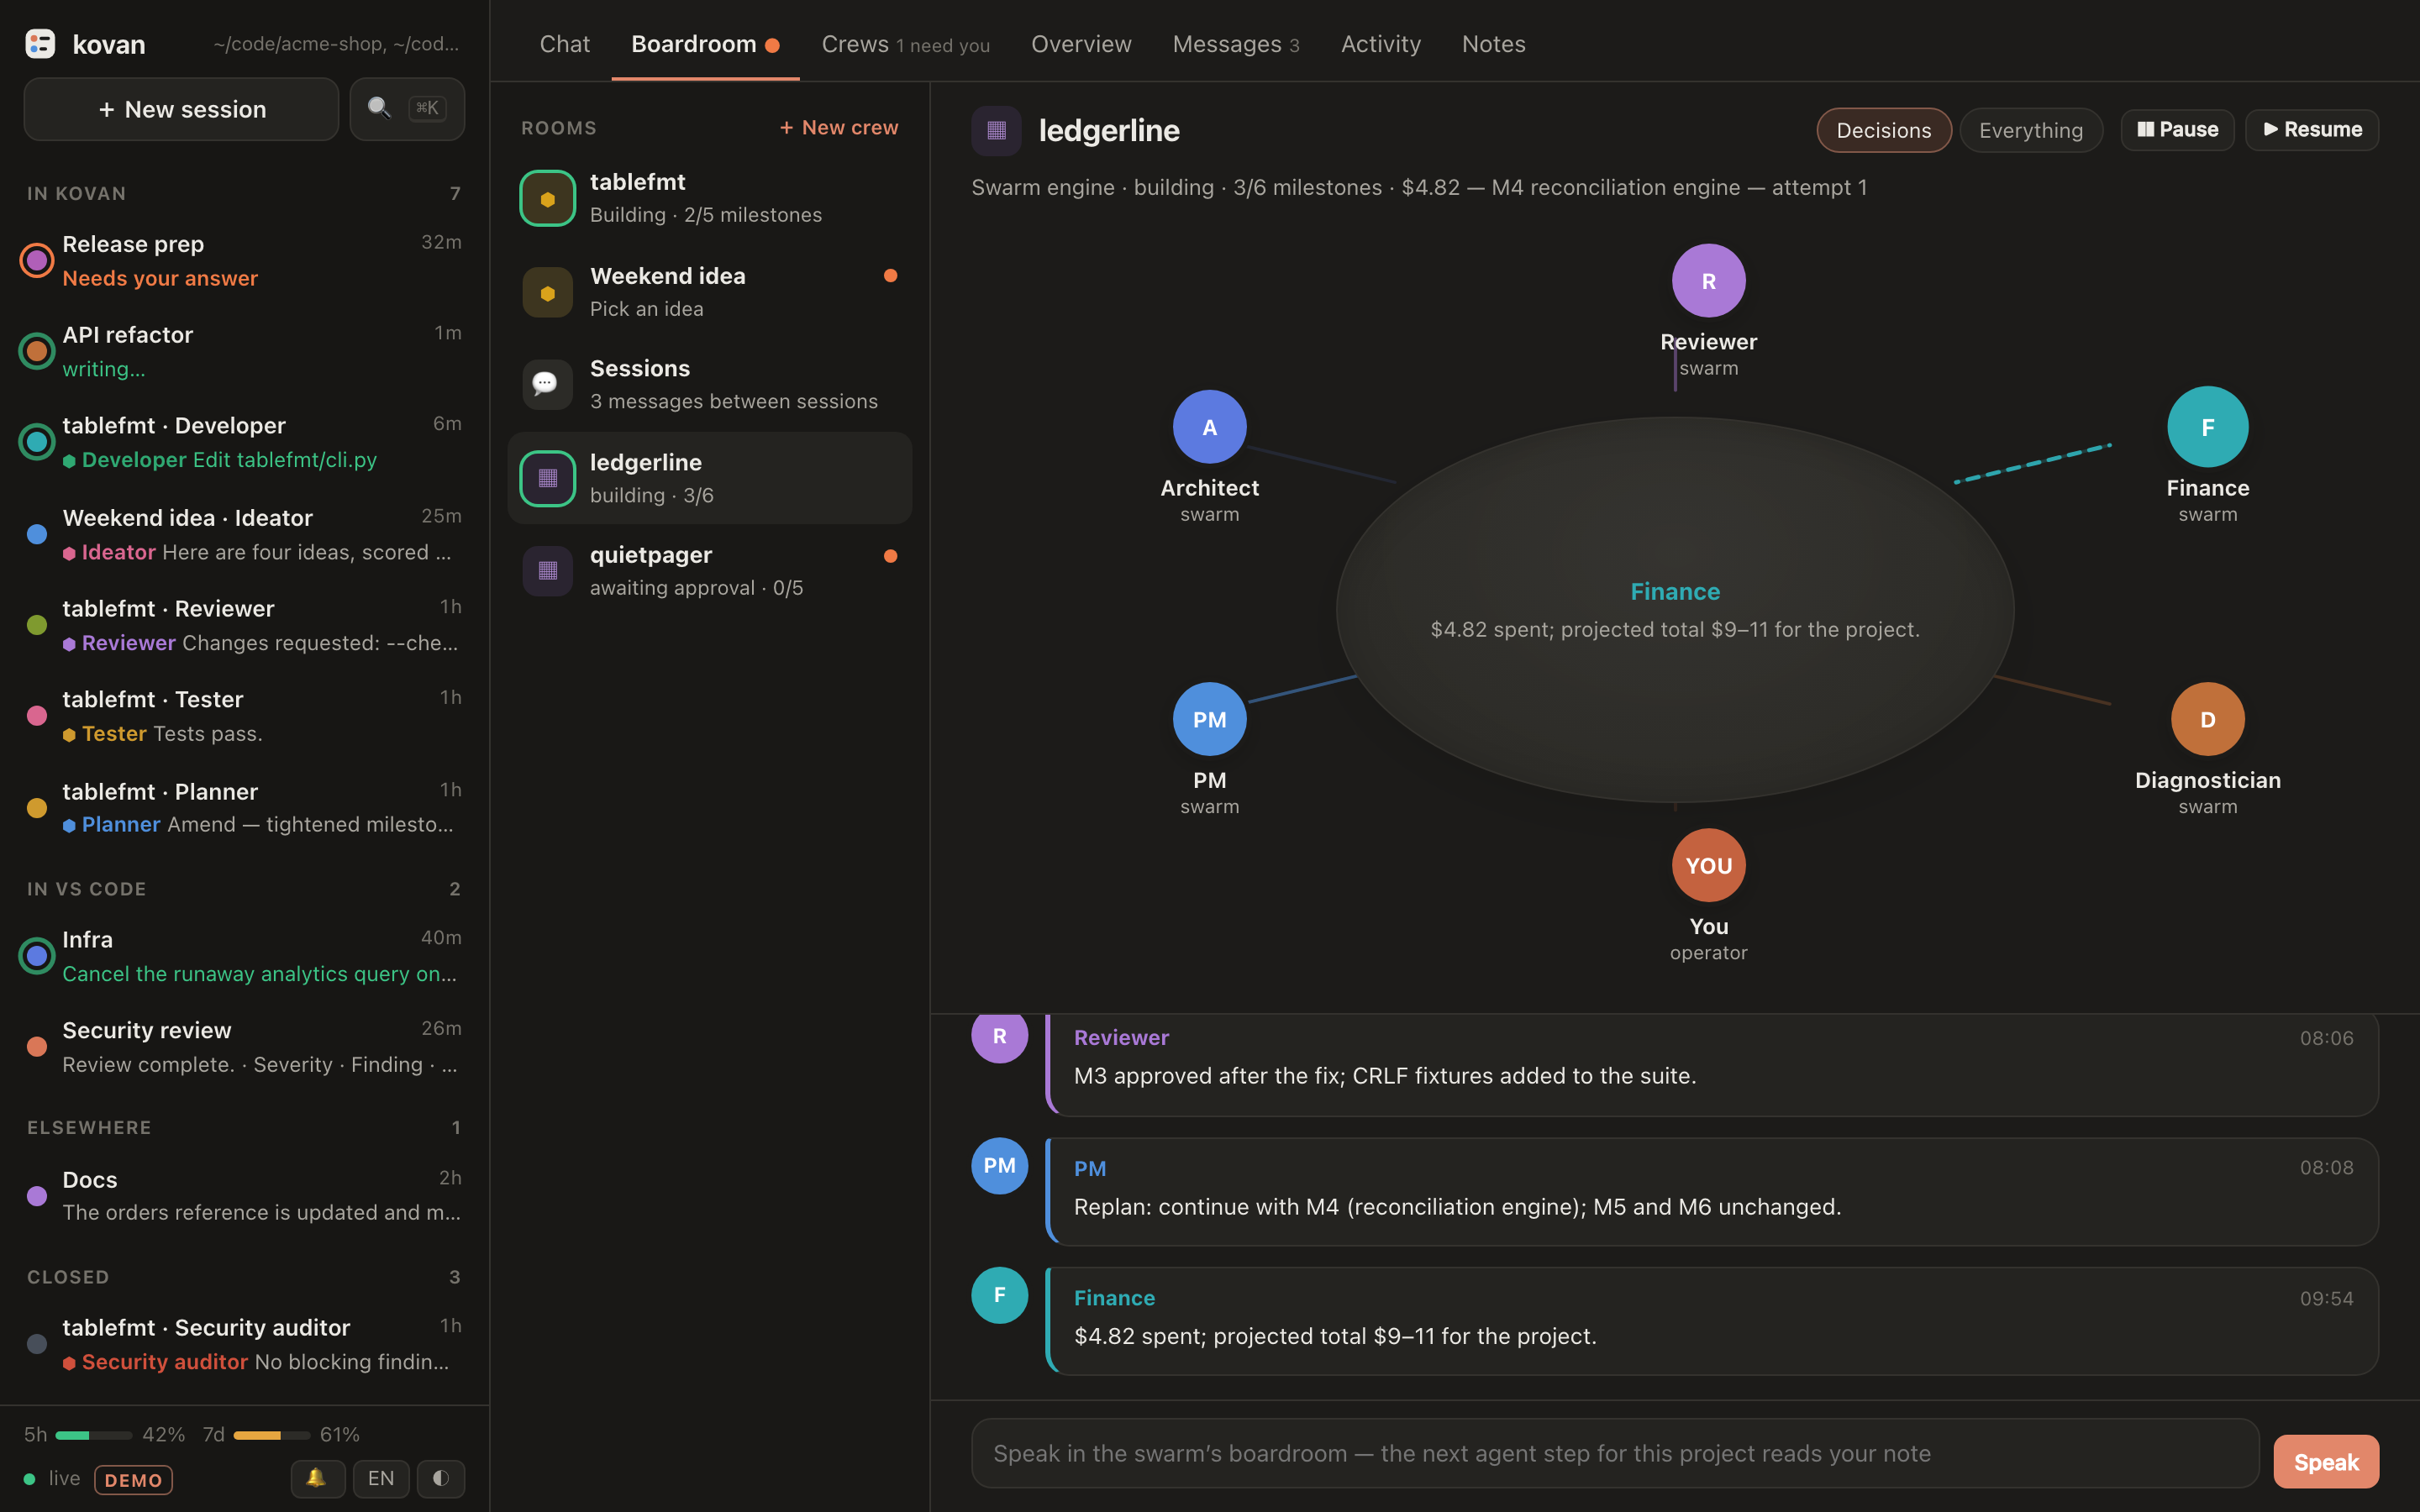 kovan
~/code/acme-shop, ~/cod...
+ New session
⌘K
IN KOVAN 7
Release prep 32m
Needs your answer
API refactor 1m
writing...
tablefmt · Developer 6m
Developer Edit tablefmt/cli.py
Weekend idea · Ideator 25m
Ideator Here are four ideas, scored ...
tablefmt · Reviewer 1h
Reviewer Changes requested: --che...
tablefmt · Tester 1h
Tester Tests pass.
tablefmt · Planner 1h
Planner Amend — tightened milesto...
IN VS CODE 2
Infra 40m
Cancel the runaway analytics query on...
Security review 26m
Review complete. · Severity · Finding · ...
ELSEWHERE 1
Docs 2h
The orders reference is updated and m...
CLOSED 3
tablefmt · Security auditor 1h
Security auditor No blocking findin...
5h 42% 7d 61%
live DEMO EN
Chat Boardroom Crews 1 need you Overview Messages 3 Activity Notes
ROOMS + New crew
tablefmt
Building · 2/5 milestones
Weekend idea
Pick an idea
Sessions
3 messages between sessions
ledgerline
building · 3/6
quietpager
awaiting approval · 0/5
ledgerline
Decisions Everything Pause Resume
Swarm engine · building · 3/6 milestones · $4.82 — M4 reconciliation engine — attempt 1
R
Reviewer
swarm
A
Architect
swarm
F
Finance
swarm
Finance
$4.82 spent; projected total $9–11 for the project.
PM
PM
swarm
D
Diagnostician
swarm
YOU
You
operator
R
Reviewer 08:06
M3 approved after the fix; CRLF fixtures added to the suite.
PM
PM 08:08
Replan: continue with M4 (reconciliation engine); M5 and M6 unchanged.
F
Finance 09:54
$4.82 spent; projected total $9–11 for the project.
Speak in the swarm’s boardroom — the next agent step for this project reads your note
Speak